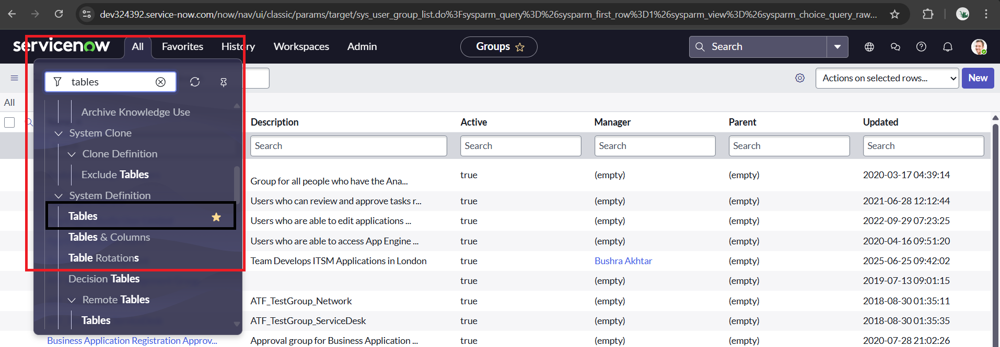 dev324392.service-now.com/now/nav/ui/classic/params/target/sys_user_group_list.do%3Fsysparm_query%3D%26sysparm_first_row%3D1%26sysparm_view%3D%26sysparm_choice_query_raw...
servicenow All Favorites History Workspaces Admin Groups Search
tables Actions on selected rows... New
All
Archive Knowledge Use
System Clone
Clone Definition
Exclude Tables
System Definition
Tables
Tables & Columns
Table Rotations
Decision Tables
Remote Tables
Tables
Description Active Manager Parent Updated
Search Search Search Search Search
Group for all people who have the Ana... true (empty) (empty) 2020-03-17 04:39:14
Users who can review and approve tasks r... true (empty) (empty) 2021-06-28 12:12:44
Users who are able to edit applications ... true (empty) (empty) 2022-09-29 07:23:25
Users who are able to access App Engine ... true (empty) (empty) 2020-04-16 09:51:20
Team Develops ITSM Applications in London true Bushra Akhtar (empty) 2025-06-25 09:42:02
true (empty) (empty) 2019-07-13 09:01:15
ATF_TestGroup_Network true (empty) (empty) 2018-08-30 01:35:11
ATF_TestGroup_ServiceDesk true (empty) (empty) 2018-08-30 01:35:35
Business Application Registration Approv... Approval group for Business Application ... true (empty) (empty) 2020-07-28 21:02:26